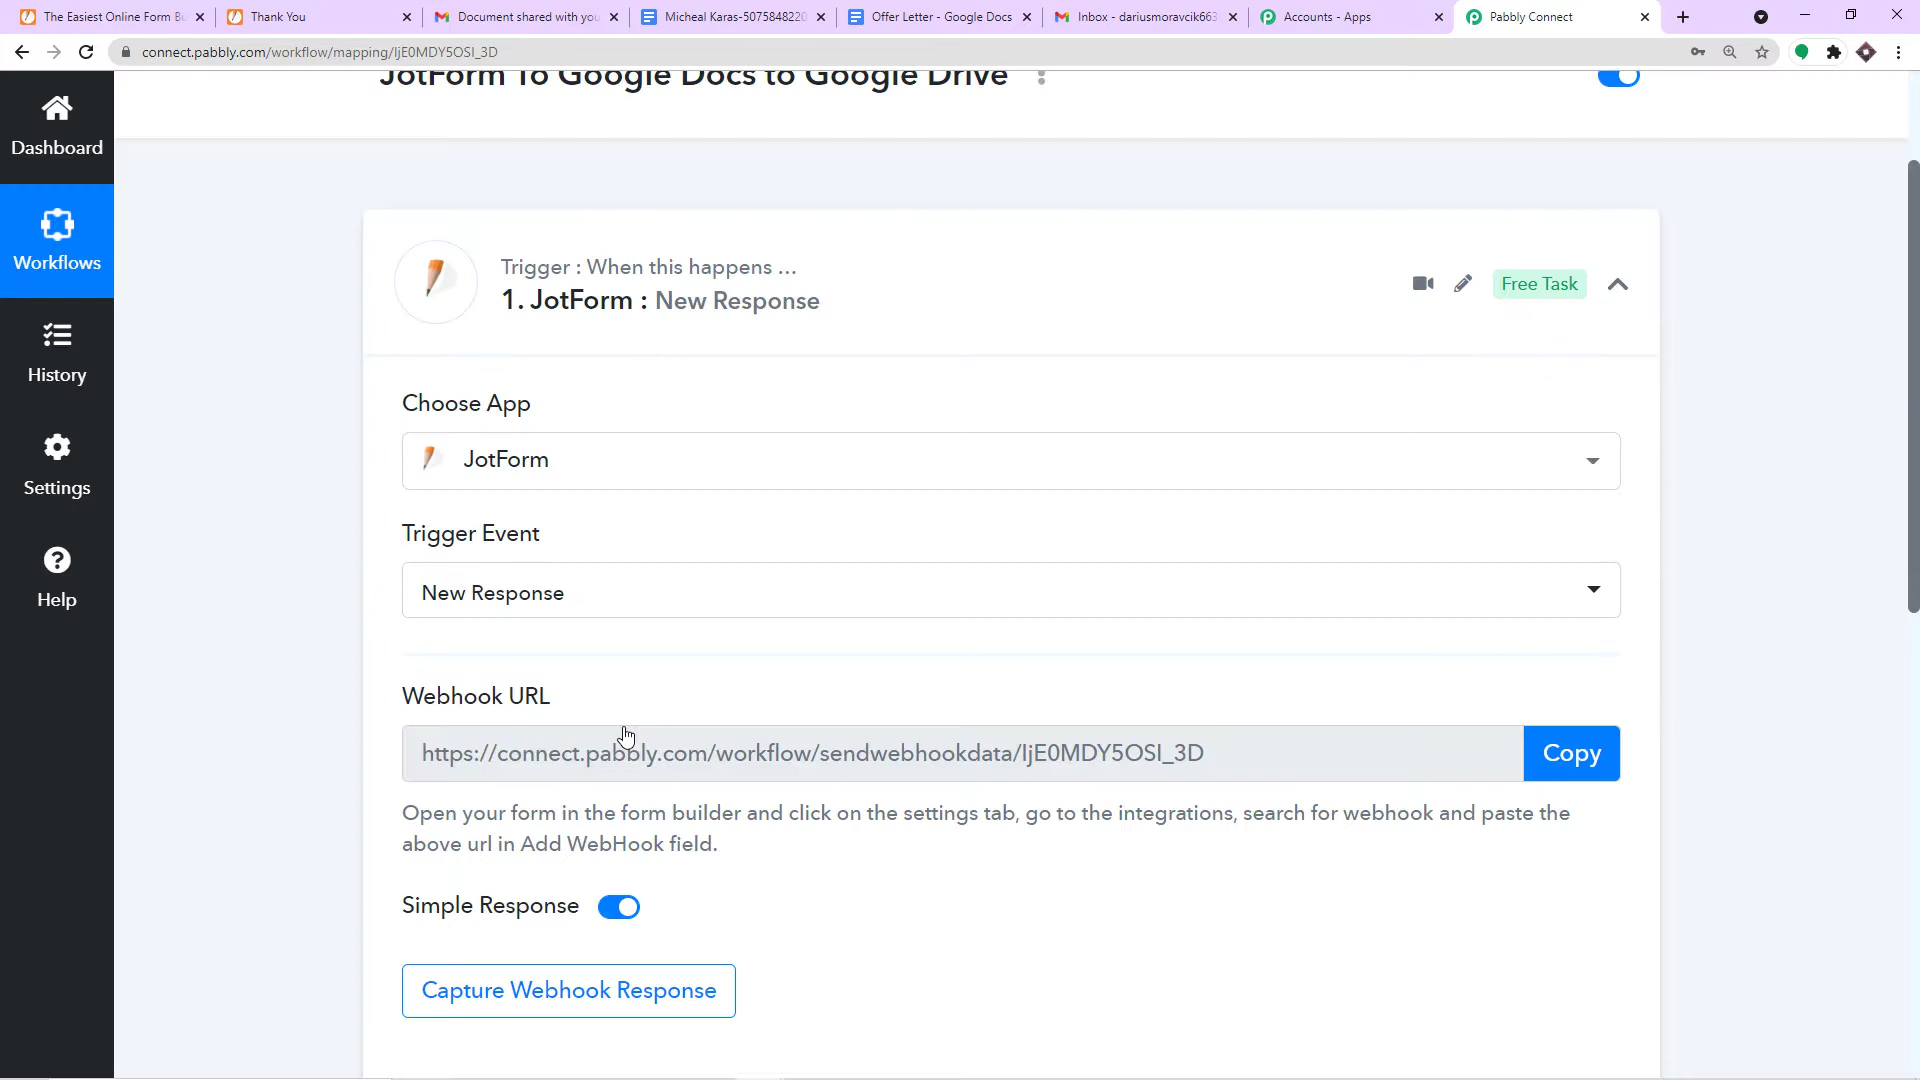 The Easiest Online Form Bu
Thank You
Document shared with you
Micheal Karas-5075848220
Offer Letter - Google Docs
Inbox - dariusmoravcik663
Accounts - Apps
Pabbly Connect
connect.pabbly.com/workflow/mapping/IjE0MDY5OSI_3D
JotForm To Google Docs to Google Drive
Dashboard
Workflows
History
Settings
Help
Trigger : When this happens ...
1. JotForm : New Response
Free Task
Choose App
JotForm
Trigger Event
New Response
Webhook URL
https://connect.pabbly.com/workflow/sendwebhookdata/IjE0MDY5OSI_3D
Copy
Open your form in the form builder and click on the settings tab, go to the integrations, search for webhook and paste the
above url in Add WebHook field.
Simple Response
Capture Webhook Response